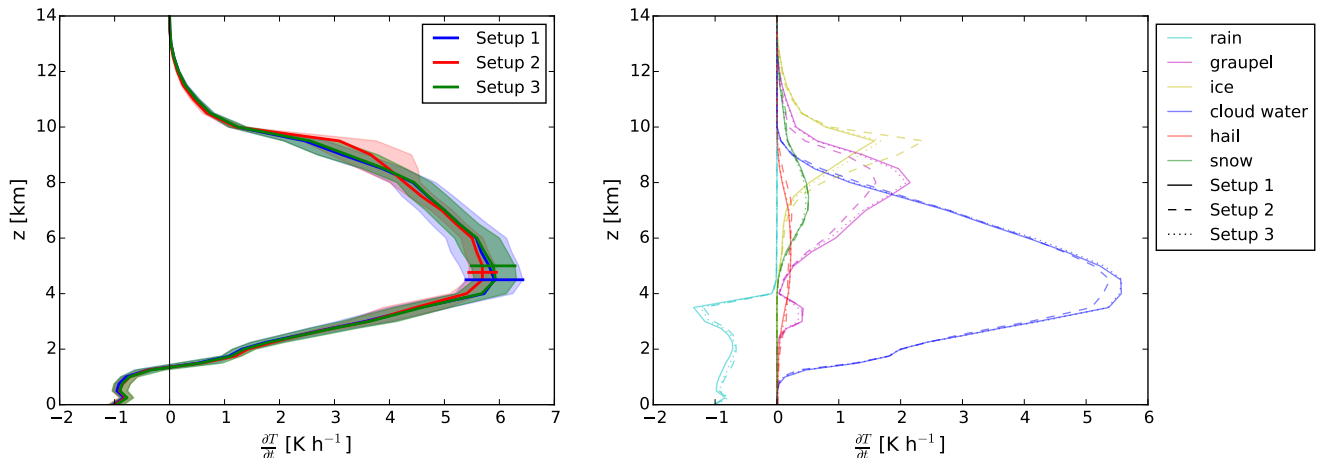 14
12
10
8
6
4
2
0
z [km]
−2
−1
0
1
2
3
4
5
6
7
∂T/∂t [K h⁻¹]
Setup 1
Setup 2
Setup 3
14
12
10
8
6
4
2
0
z [km]
−2
−1
0
1
2
3
4
5
6
∂T/∂t [K h⁻¹]
rain
graupel
ice
cloud water
hail
snow
Setup 1
Setup 2
Setup 3